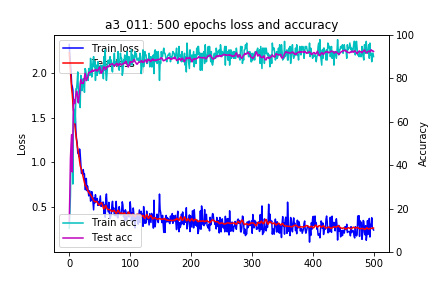 a3_011: 500 epochs loss and accuracy
Train loss
Test loss
Loss
2.0
1.5
1.0
0.5
100
80
60
40
20
0
Accuracy
Train acc
Test acc
0
100
200
300
400
500